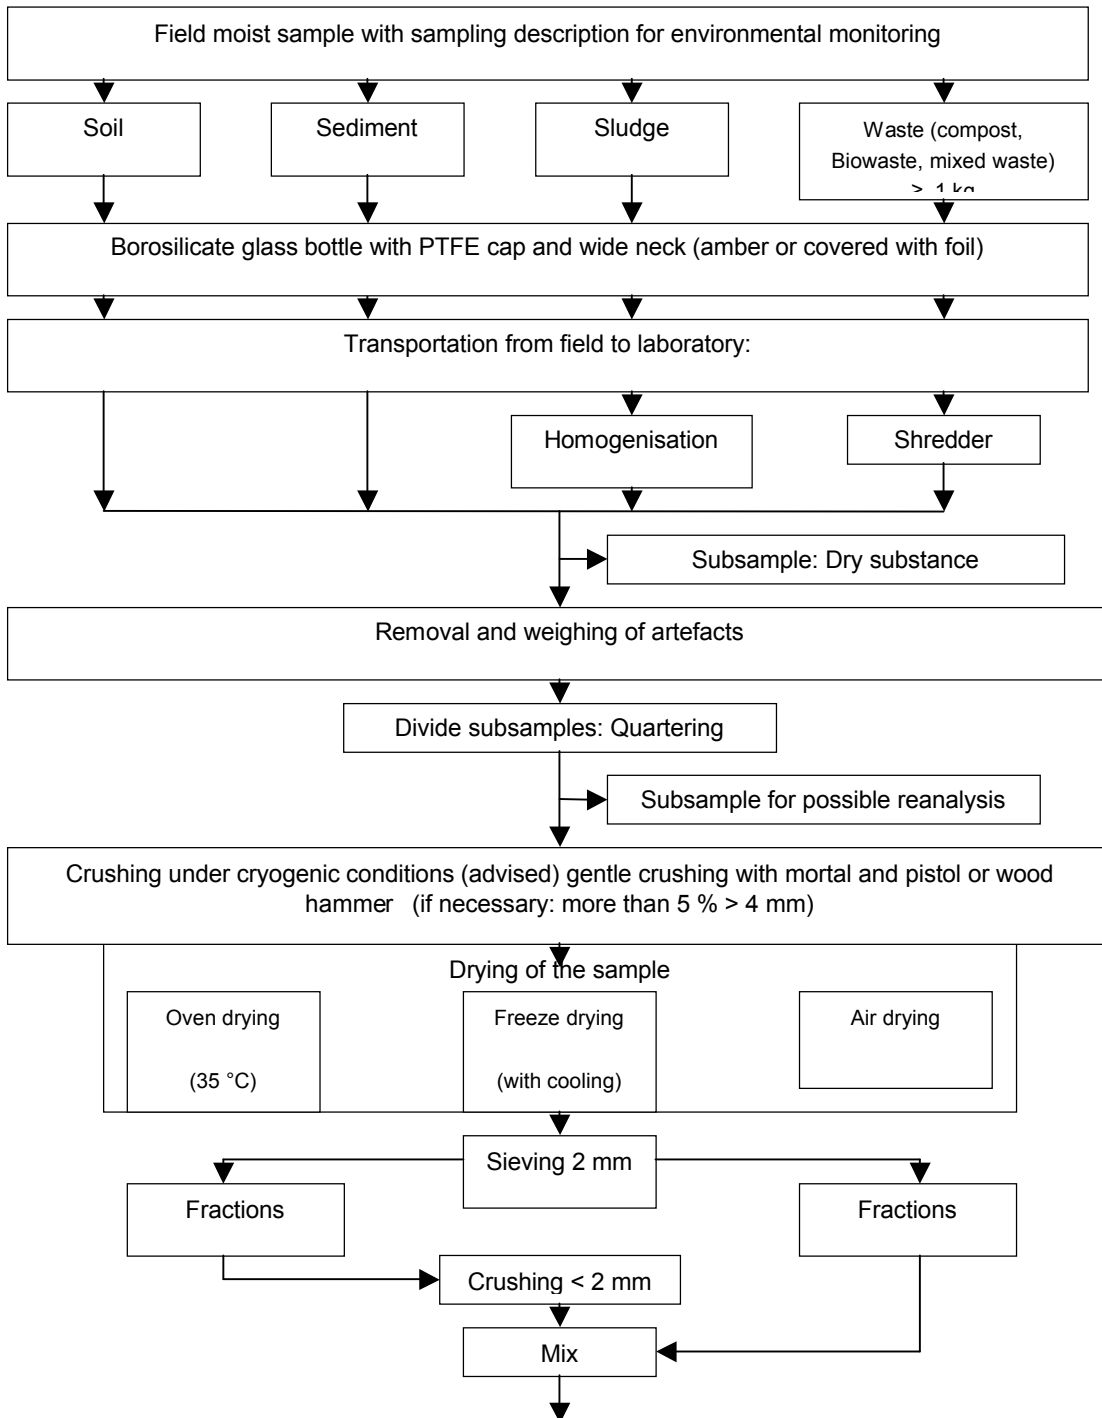 Field moist sample with sampling description for environmental monitoring
Soil
Sediment
Sludge
Waste (compost,
Biowaste, mixed waste)
> 1 kg
Borosilicate glass bottle with PTFE cap and wide neck (amber or covered with foil)
Transportation from field to laboratory:
Homogenisation
Shredder
Subsample: Dry substance
Removal and weighing of artefacts
Divide subsamples: Quartering
Subsample for possible reanalysis
Crushing under cryogenic conditions (advised) gentle crushing with mortal and pistol or wood
hammer (if necessary: more than 5 % > 4 mm)
Drying of the sample
Oven drying
(35 °C)
Freeze drying
(with cooling)
Air drying
Sieving 2 mm
Fractions
Fractions
Crushing < 2 mm
Mix